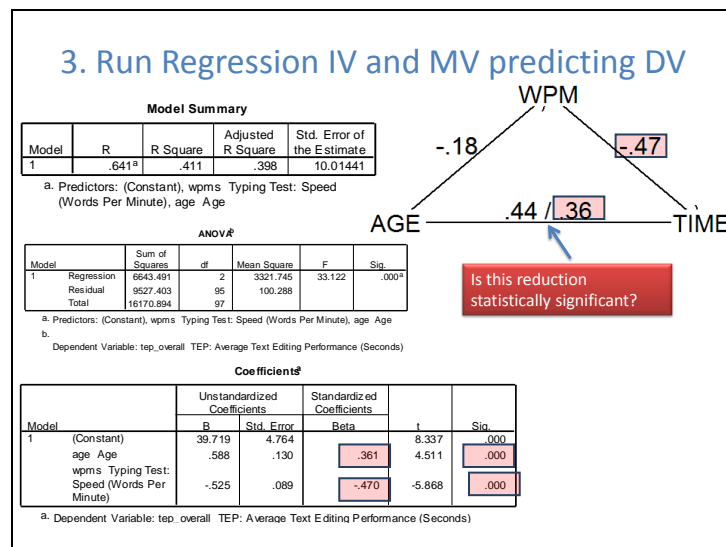 3. Run Regression IV and MV predicting DV
Model Summary
Model R R Square Adjusted R Square Std. Error of the Estimate
1 .641a .411 .398 10.01441
a. Predictors: (Constant), wpms Typing Test: Speed
(Words Per Minute), age Age
WPM
-.18
-.47
AGE
.44 / .36
TIME
Is this reduction
statistically significant?
ANOVAb
Model Sum of Squares df Mean Square F Sig.
1 Regression 6643.491 2 3321.745 33.122 .000a
Residual 9527.403 95 100.288
Total 16170.894 97
a. Predictors: (Constant), wpms Typing Test: Speed (Words Per Minute), age Age
b.
Dependent Variable: tep_overall TEP: Average Text Editing Performance (Seconds)
Coefficientsa
Unstandardized Coefficients Standardized Coefficients
Model B Std. Error Beta t Sig.
1 (Constant) 39.719 4.764 8.337 .000
age Age .588 .130 .361 4.511 .000
wpms Typing Test:
Speed (Words Per -.525 .089 -.470 -5.868 .000
Minute)
a. Dependent Variable: tep_overall TEP: Average Text Editing Performance (Seconds)